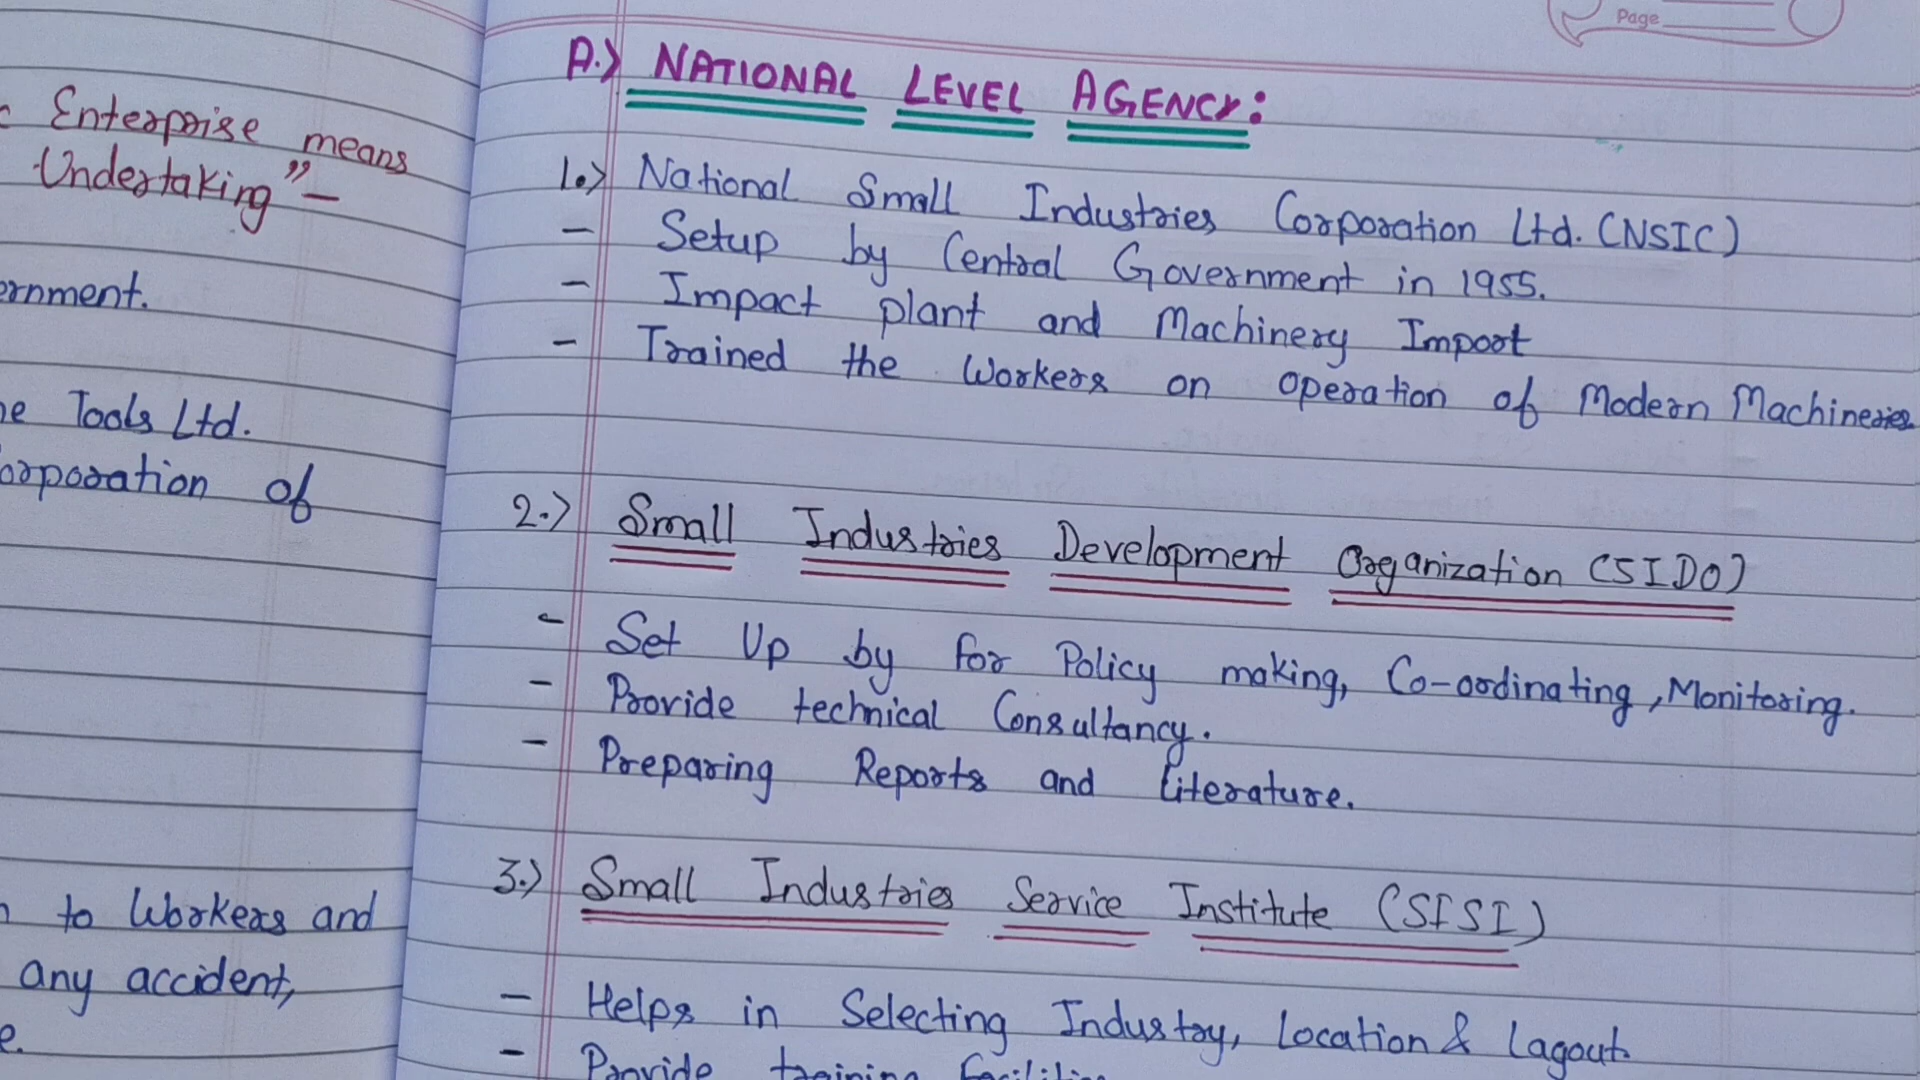 Enterprise means
Undertaking" –
ernment.
Tools Ltd.
orporation of
to Workers and
any accident,
Page
A.) NATIONAL LEVEL AGENCY:
1.) National Small Industries Corporation Ltd. (NSIC)
– Setup by Central Government in 1955.
– Impact plant and Machinery Import
– Trained the Workers on Operation of Modern Machineries
2.) Small Industries Development Organization (SIDO)
– Set Up by for Policy making, Co-ordinating, Monitoring.
– Provide technical Consultancy.
– Preparing Reports and Literature.
3.) Small Industries Service Institute (SISI)
– Helps in Selecting Industry, Location & Lagout
– Provide training facilities